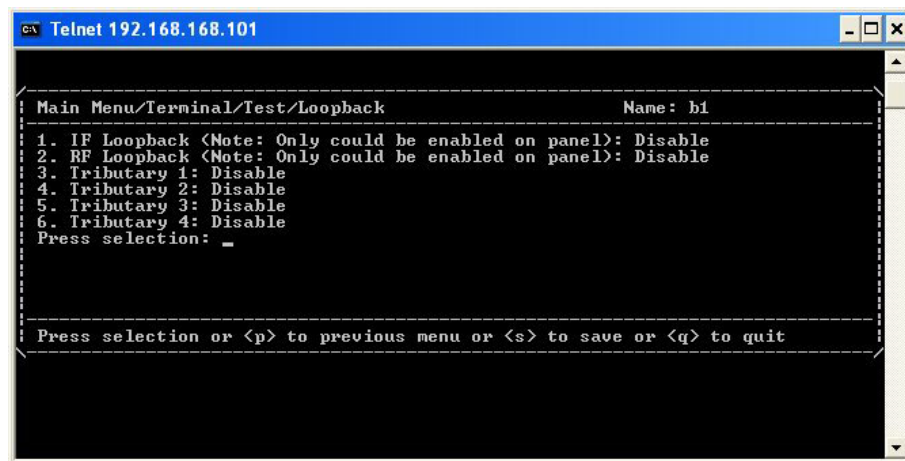 Telnet 192.168.168.101
Main Menu/Terminal/Test/Loopback Name: b1
1. IF Loopback (Note: Only could be enabled on panel): Disable
2. RF Loopback (Note: Only could be enabled on panel): Disable
3. Tributary 1: Disable
4. Tributary 2: Disable
5. Tributary 3: Disable
6. Tributary 4: Disable
Press selection: _
Press selection or <p> to previous menu or <s> to save or <q> to quit